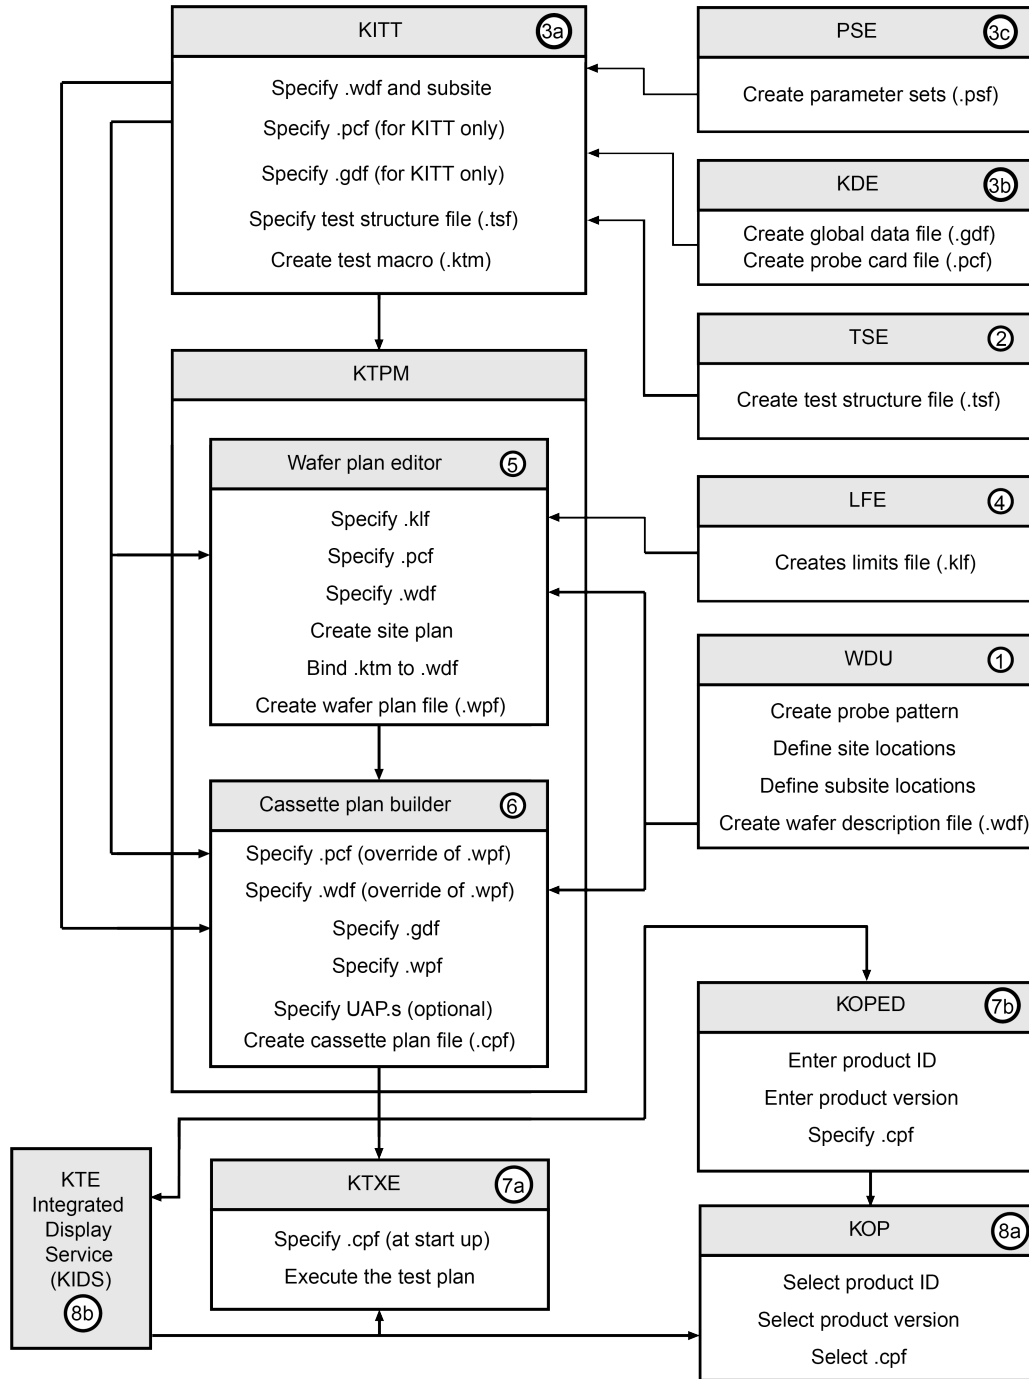 KITT
3a
Specify .wdf and subsite
Specify .pcf (for KITT only)
Specify .gdf (for KITT only)
Specify test structure file (.tsf)
Create test macro (.ktm)
PSE
3c
Create parameter sets (.psf)
KDE
3b
Create global data file (.gdf)
Create probe card file (.pcf)
TSE
2
Create test structure file (.tsf)
KTPM
Wafer plan editor
5
Specify .klf
Specify .pcf
Specify .wdf
Create site plan
Bind .ktm to .wdf
Create wafer plan file (.wpf)
LFE
4
Creates limits file (.klf)
WDU
1
Create probe pattern
Define site locations
Define subsite locations
Create wafer description file (.wdf)
Cassette plan builder
6
Specify .pcf (override of .wpf)
Specify .wdf (override of .wpf)
Specify .gdf
Specify .wpf
Specify UAP.s (optional)
Create cassette plan file (.cpf)
KOPED
7b
Enter product ID
Enter product version
Specify .cpf
KTE
Integrated
Display
Service
(KIDS)
8b
KTXE
7a
Specify .cpf (at start up)
Execute the test plan
KOP
8a
Select product ID
Select product version
Select .cpf